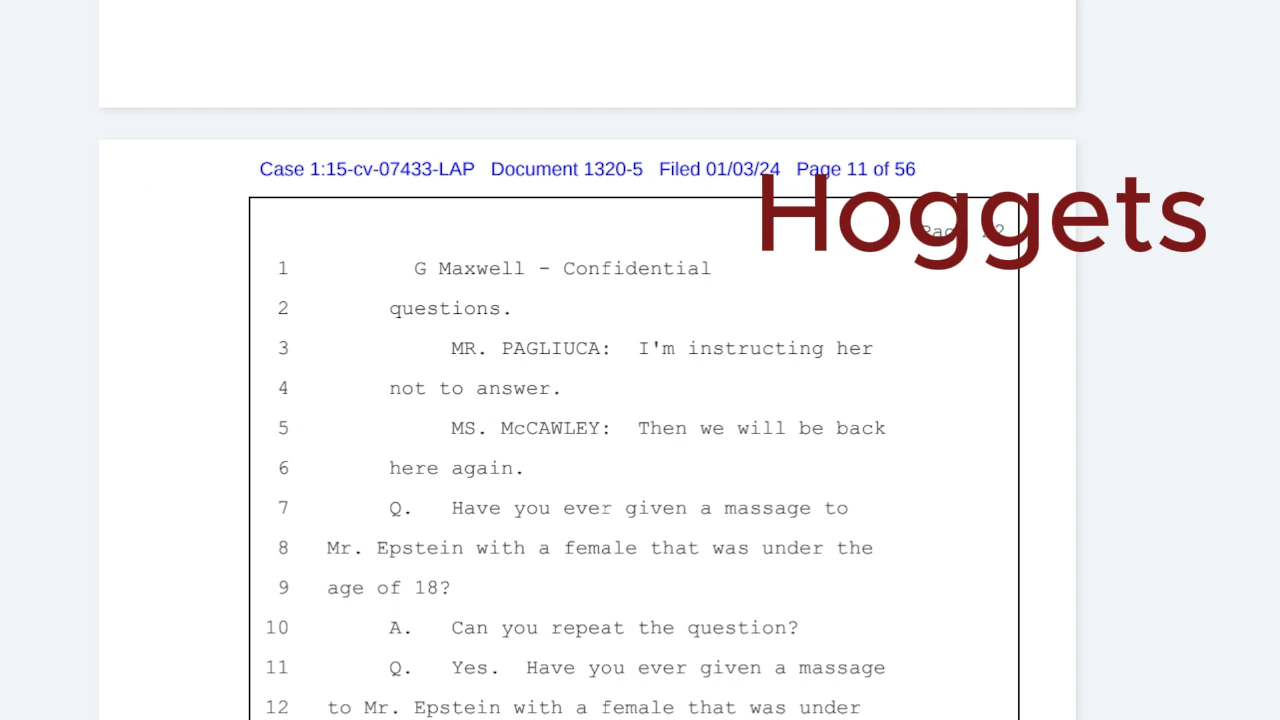 Case 1:15-cv-07433-LAP Document 1320-5 Filed 01/03/24 Page 11 of 56
Hoggets
1 G Maxwell - Confidential
2 questions.
3 MR. PAGLIUCA: I'm instructing her
4 not to answer.
5 MS. McCAWLEY: Then we will be back
6 here again.
7 Q. Have you ever given a massage to
8 Mr. Epstein with a female that was under the
9 age of 18?
10 A. Can you repeat the question?
11 Q. Yes. Have you ever given a massage
12 to Mr. Epstein with a female that was under